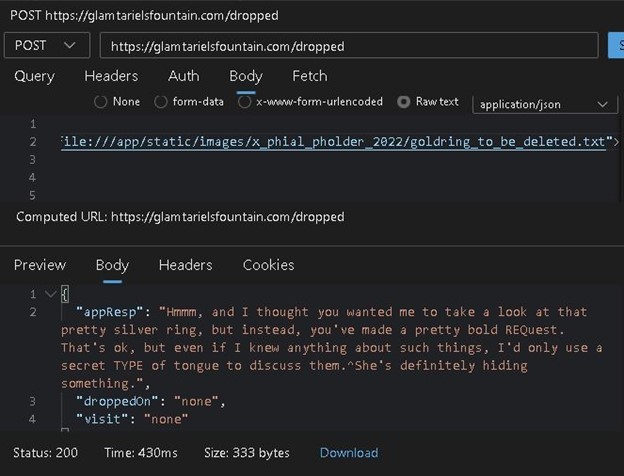 POST https://glamtarielsfountain.com/dropped
POST https://glamtarielsfountain.com/dropped S
Query Headers Auth Body Fetch
None form-data x-www-form-urlencoded Raw text application/json
1
2 file:///app/static/images/x_phial_pholder_2022/goldring_to_be_deleted.txt">
3
4
5
Computed URL: https://glamtarielsfountain.com/dropped
Preview Body Headers Cookies
1 {
2 "appResp": "Hmmm, and I thought you wanted me to take a look at that
pretty silver ring, but instead, you've made a pretty bold REQuest.
That's ok, but even if I knew anything about such things, I'd only use a
secret TYPE of tongue to discuss them.^She's definitely hiding
something.",
3 "droppedOn": "none",
4 "visit": "none"
Status: 200 Time: 430ms Size: 333 bytes Download